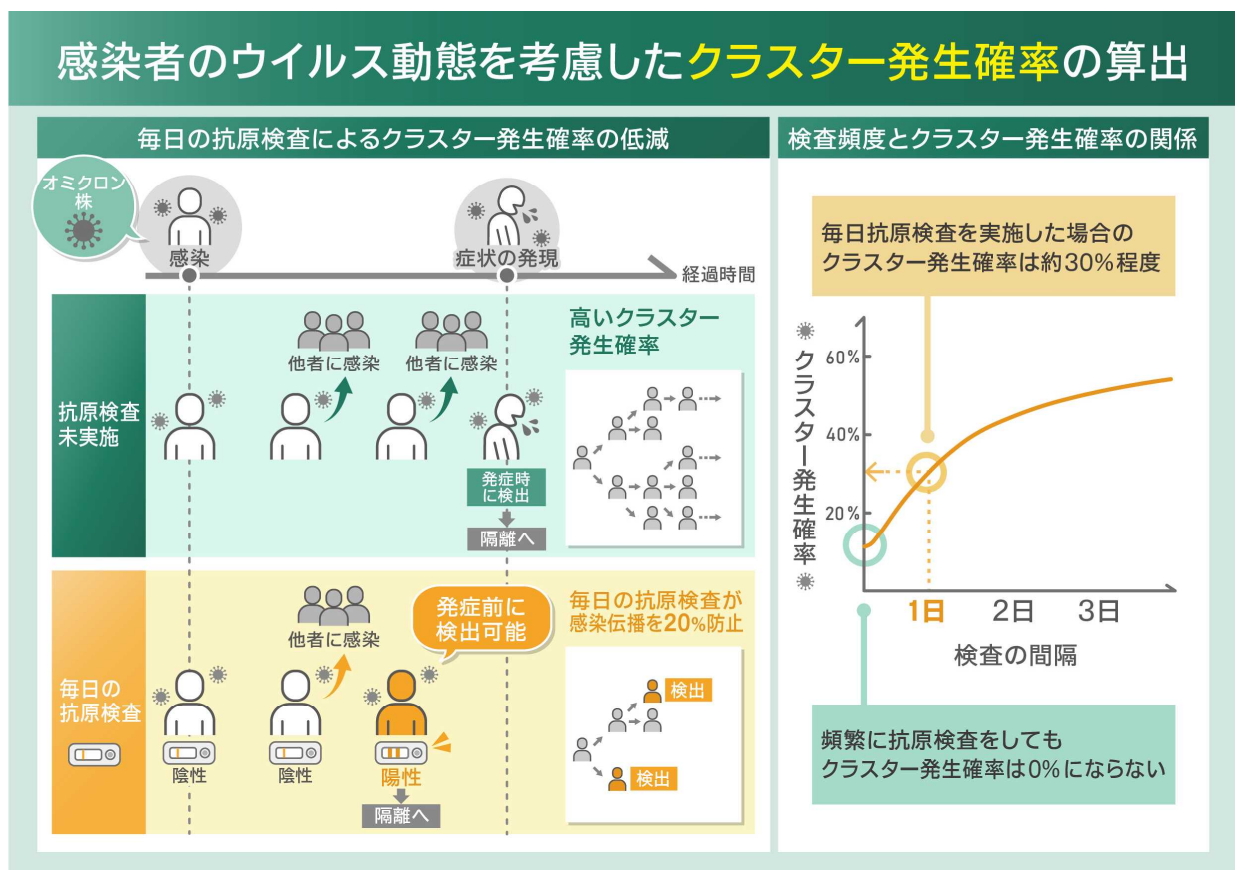 感染者のウイルス動態を考慮したクラスター発生確率の算出
毎日の抗原検査によるクラスター発生確率の低減
オミクロン
株
感染
症状の発現
経過時間
抗原検査
未実施
他者に感染
他者に感染
発症時
に検出
隔離へ
高いクラスター
発生確率
毎日の
抗原検査
他者に感染
発症前に
検出可能
陰性
陰性
陽性
隔離へ
毎日の抗原検査が
感染伝播を20%防止
検出
検出
検査頻度とクラスター発生確率の関係
毎日抗原検査を実施した場合の
クラスター発生確率は約30%程度
クラスター発生確率
60%
40%
20%
1日
2日
3日
検査の間隔
頻繁に抗原検査をしても
クラスター発生確率は0%にならない